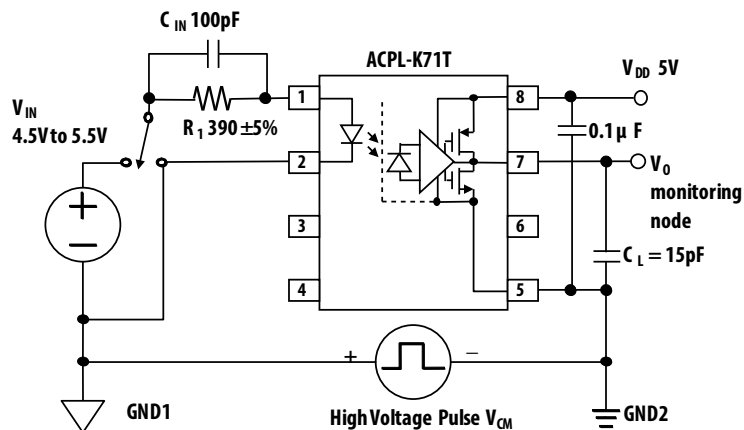 C IN 100pF
ACPL-K71T
V DD 5V
V IN
4.5V to 5.5V
1
8
R 1 390 ±5%
0.1µ F
2
7
V O
monitoring
node
3
6
C L = 15pF
4
5
+
−
+
−
GND1
High Voltage Pulse V CM
GND2